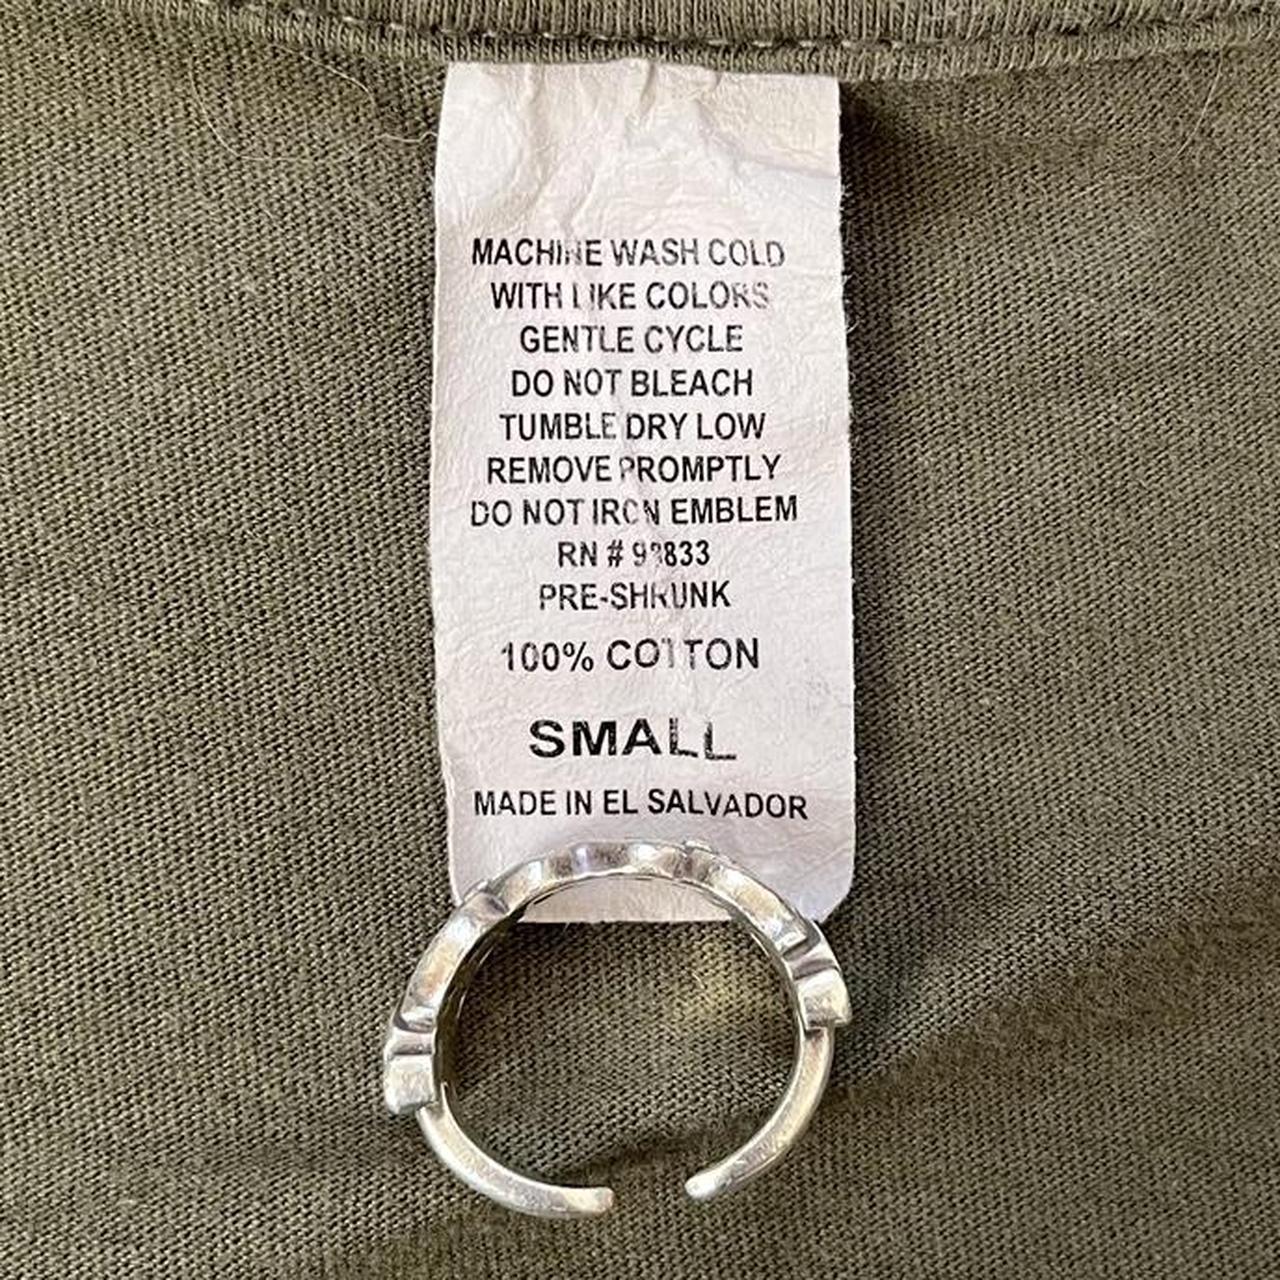 MACHINE WASH COLD
WITH LIKE COLORS
GENTLE CYCLE
DO NOT BLEACH
TUMBLE DRY LOW
REMOVE PROMPTLY
DO NOT IRON EMBLEM
RN #
PRE-SHRUNK
100% COTTON
SMALL
MADE IN EL SALVADOR